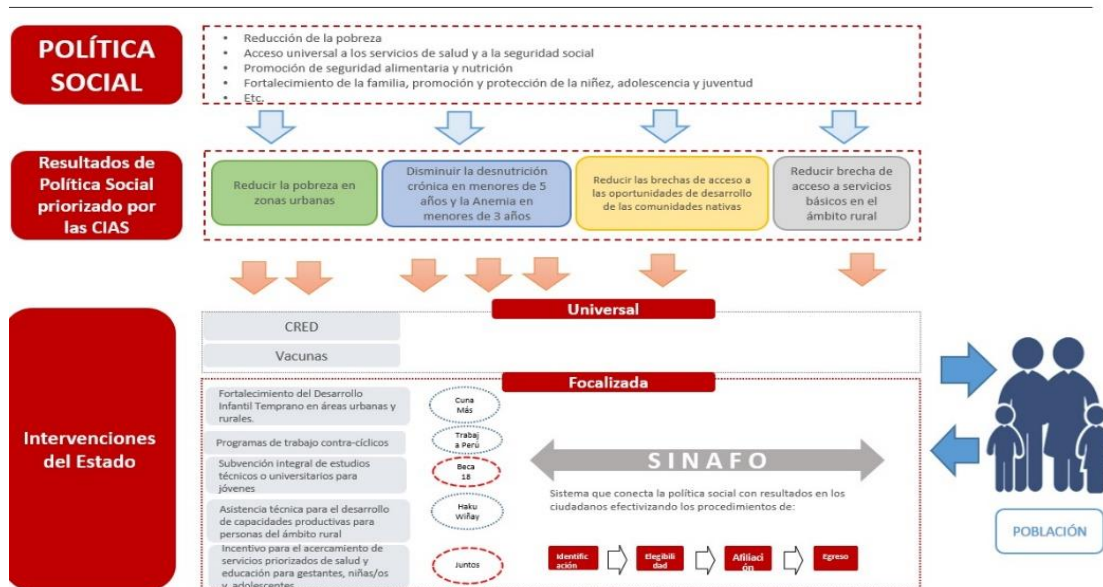 POLÍTICA
SOCIAL
• Reducción de la pobreza
• Acceso universal a los servicios de salud y a la seguridad social
• Promoción de seguridad alimentaria y nutrición
• Fortalecimiento de la familia, promoción y protección de la niñez, adolescencia y juventud
• Etc.
Resultados de
Política Social
priorizado por
las CIAS
Reducir la pobreza en
zonas urbanas
Disminuir la desnutrición
crónica en menores de 5
años y la Anemia en
menores de 3 años
Reducir las brechas de acceso a
las oportunidades de desarrollo
de las comunidades nativas
Reducir brecha de
acceso a servicios
básicos en el
ámbito rural
Intervenciones
del Estado
Universal
CRED
Vacunas
Focalizada
Fortalecimiento del Desarrollo
Infantil Temprano en áreas urbanas y
rurales.
Cuna
Más
Programas de trabajo contra-cíclicos
Trabaj
a Perú
Subvención integral de estudios
técnicos o universitarios para
jóvenes
Beca
18
Asistencia técnica para el desarrollo
de capacidades productivas para
personas del ámbito rural
Haku
Wiñay
Incentivo para el acercamiento de
servicios priorizados de salud y
educación para gestantes, niñas/os
y adolescentes
Juntos
SINAFO
Sistema que conecta la política social con resultados en los
ciudadanos efectivizando los procedimientos de:
Identific
ación
Elegibili
dad
Afiliaci
ón
Egreso
POBLACIÓN